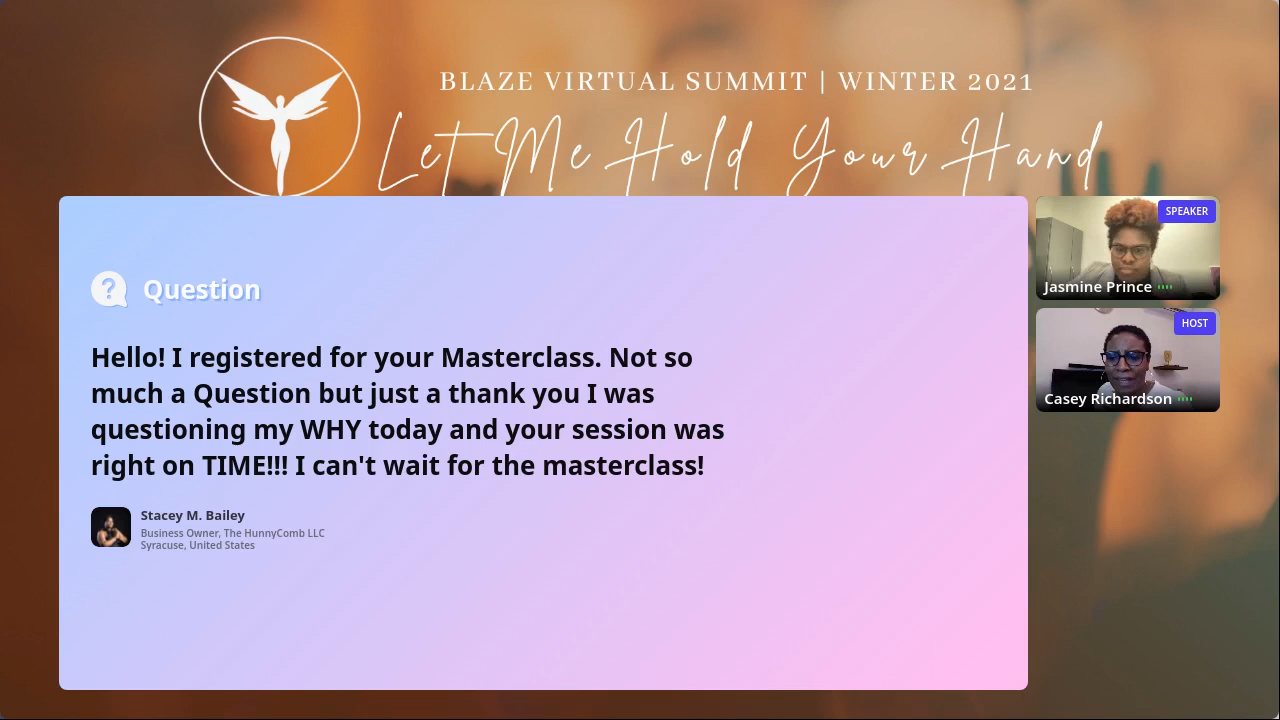 BLAZE VIRTUAL SUMMIT | WINTER 2021
Let Me Hold Your Hand
Question
Hello! I registered for your Masterclass. Not so
much a Question but just a thank you I was
questioning my WHY today and your session was
right on TIME!!! I can't wait for the masterclass!
Stacey M. Bailey
Business Owner, The HunnyComb LLC
Syracuse, United States
SPEAKER
Jasmine Prince
HOST
Casey Richardson